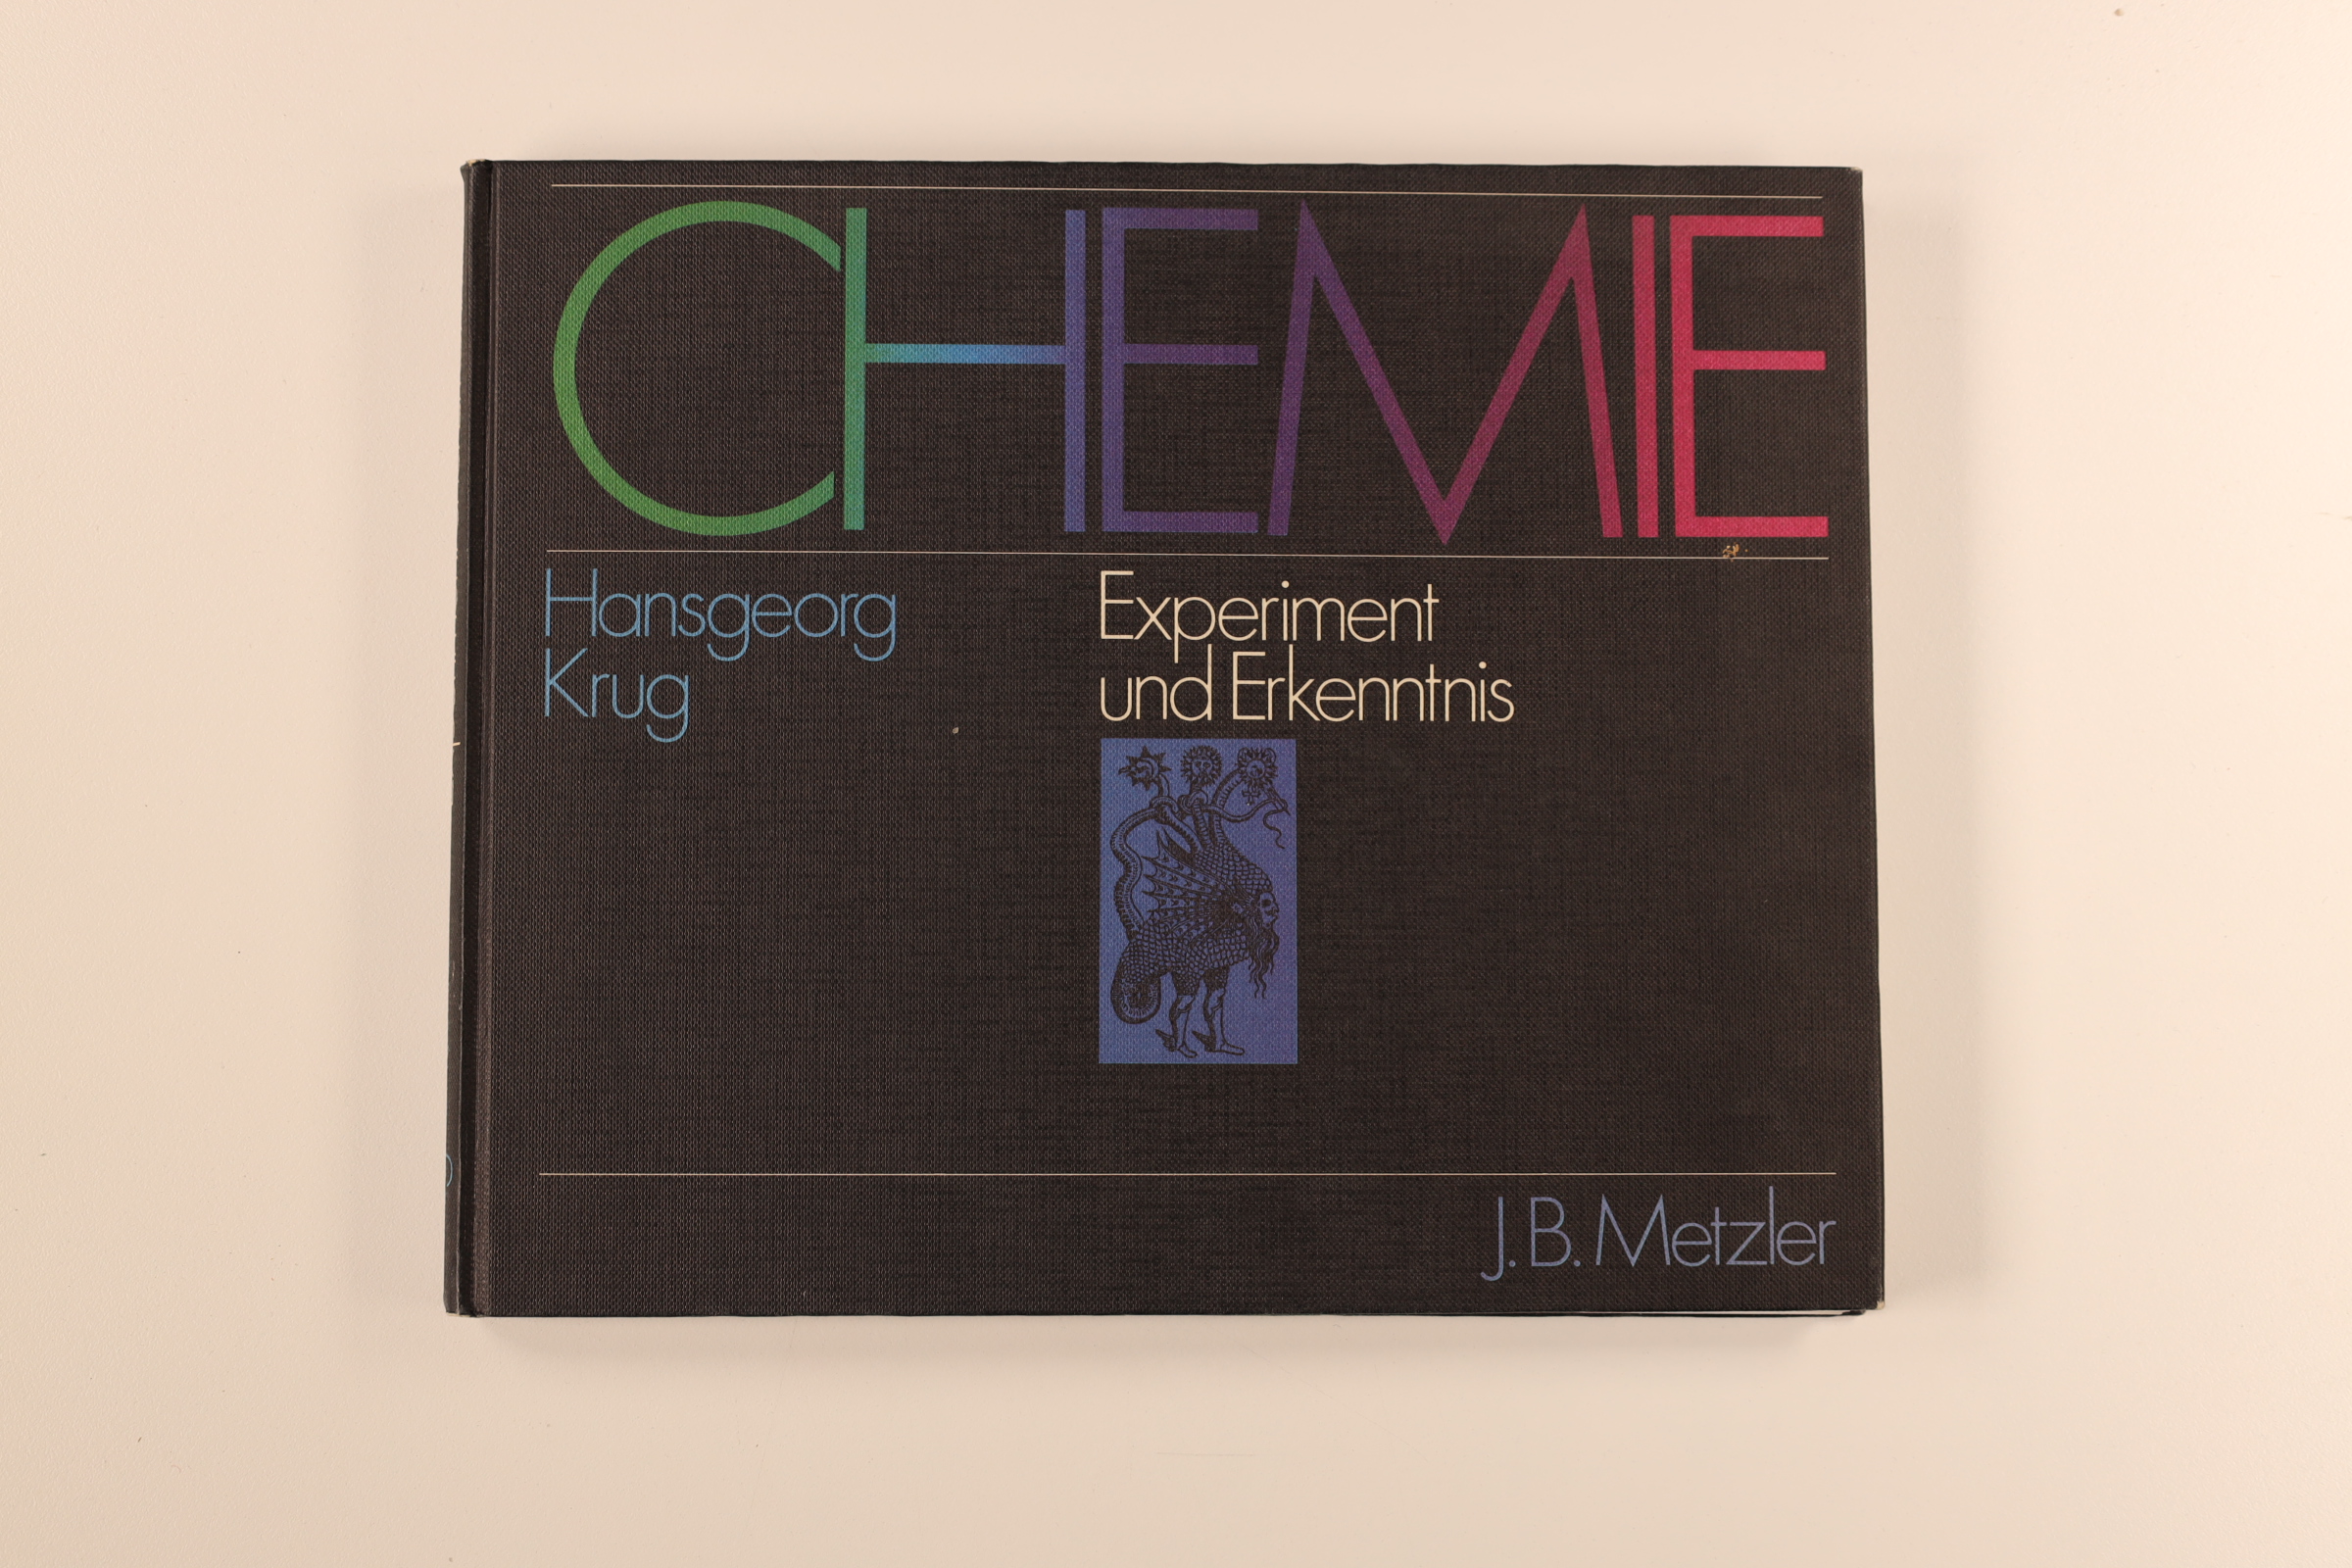 CHEMIE
Hansgeorg
Krug
Experiment
und Erkenntnis
J. B. Metzler